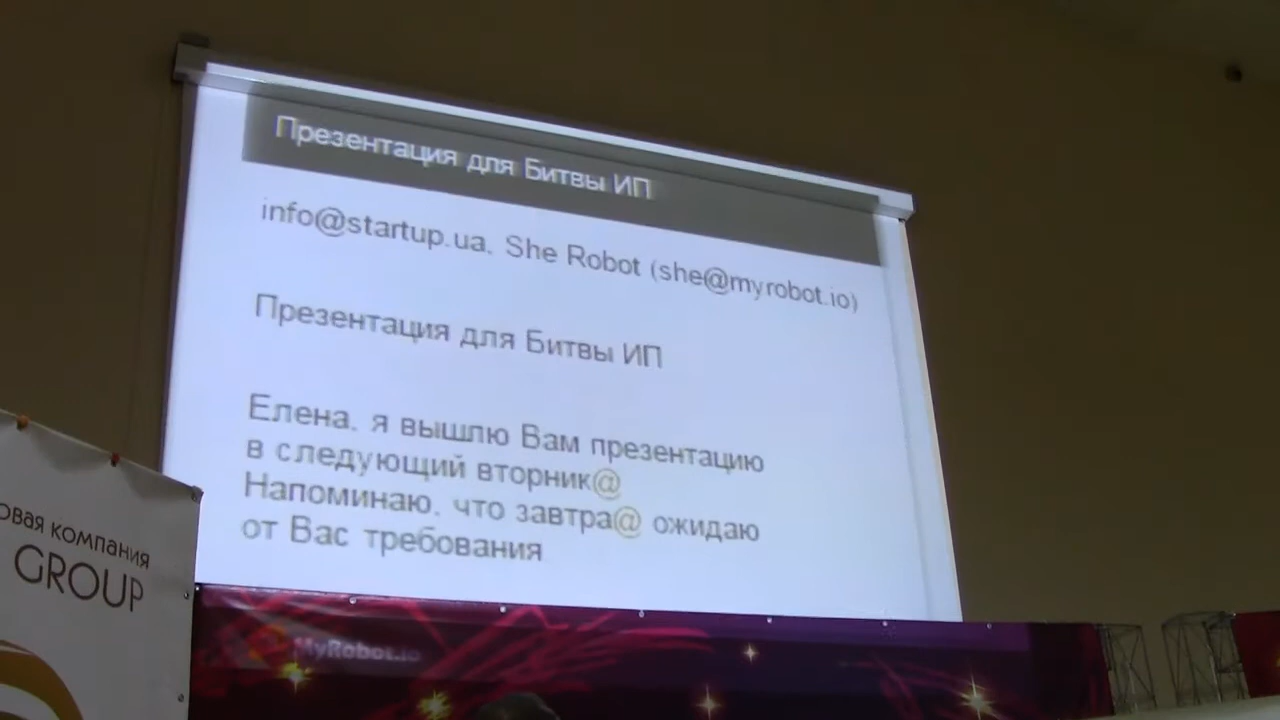 Презентация для Битвы ИП
info@startup.ua, She Robot (she@myrobot.io)
Презентация для Битвы ИП
Елена, я вышлю Вам презентацию
в следующий вторник@
Напоминаю, что завтра@ ожидаю
от Вас требования
овая компания
GROUP
MyRobot.io